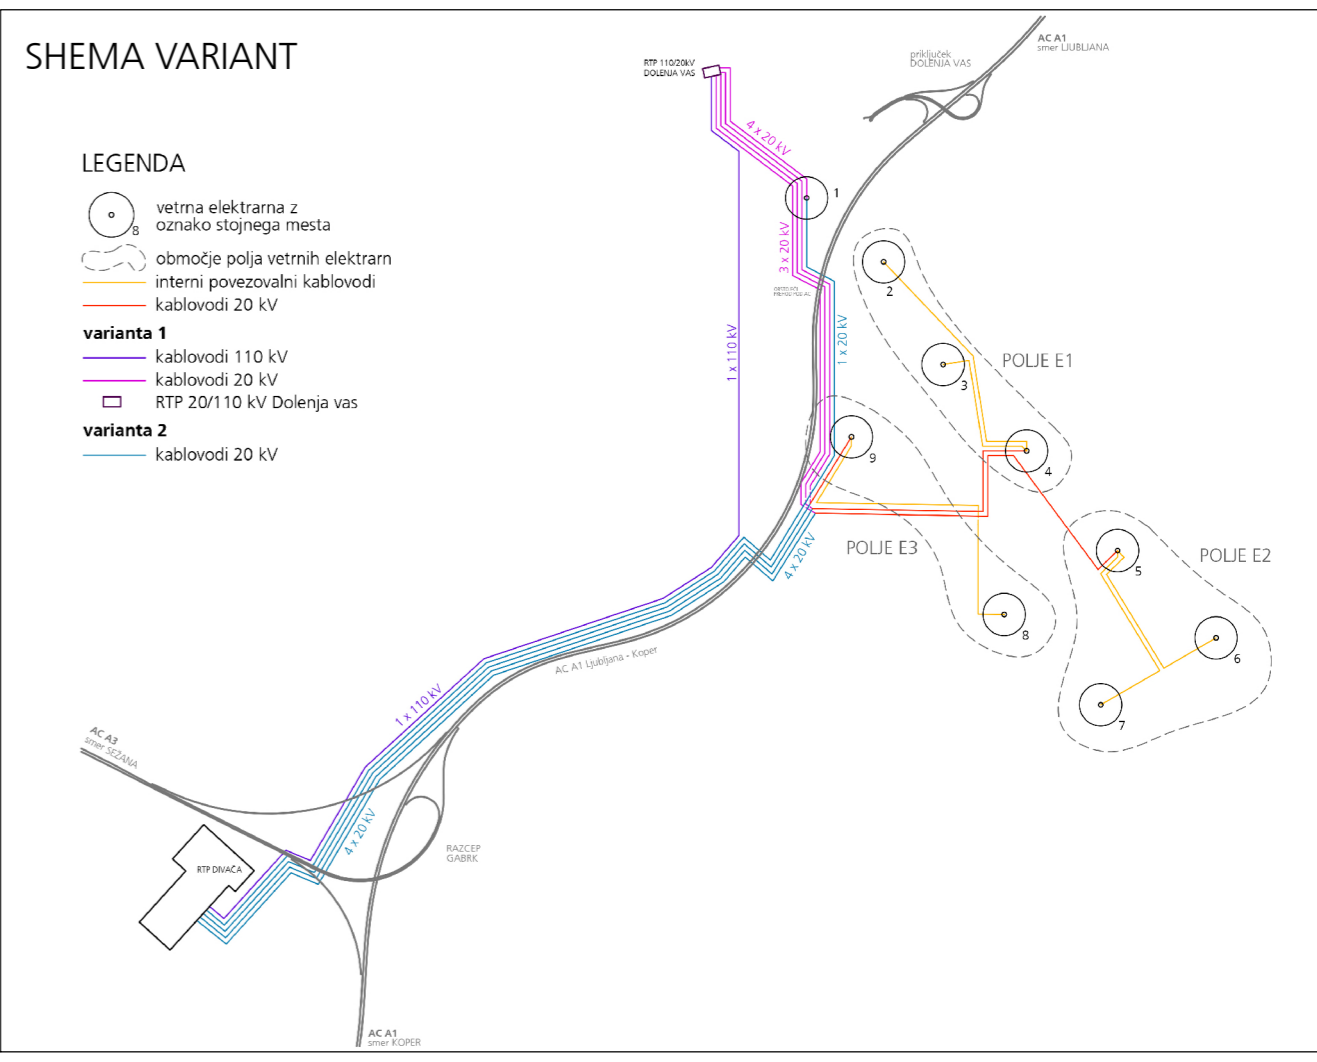 SHEMA VARIANT
LEGENDA
8
vetrna elektrarna z
oznako stojnega mesta
območje polja vetrnih elektrarn
interni povezovalni kablovodi
kablovodi 20 kV
varianta 1
kablovodi 110 kV
kablovodi 20 kV
RTP 20/110 kV Dolenja vas
varianta 2
kablovodi 20 kV
AC A1
smer LJUBLJANA
priključek
DOLENJA VAS
RTP 110/20kV
DOLENJA VAS
4 x 20 kV
1
3 x 20 kV
2
1 x 110 kV
1 x 20 kV
POLJE E1
3
9
4
POLJE E3
4 x 20 kV
POLJE E2
5
8
6
7
AC A1 Ljubljana - Koper
1 x 110 kV
AC A3
smer SEŽANA
4 x 20 kV
RAZCEP
GABRK
RTP DIVAČA
AC A1
smer KOPER